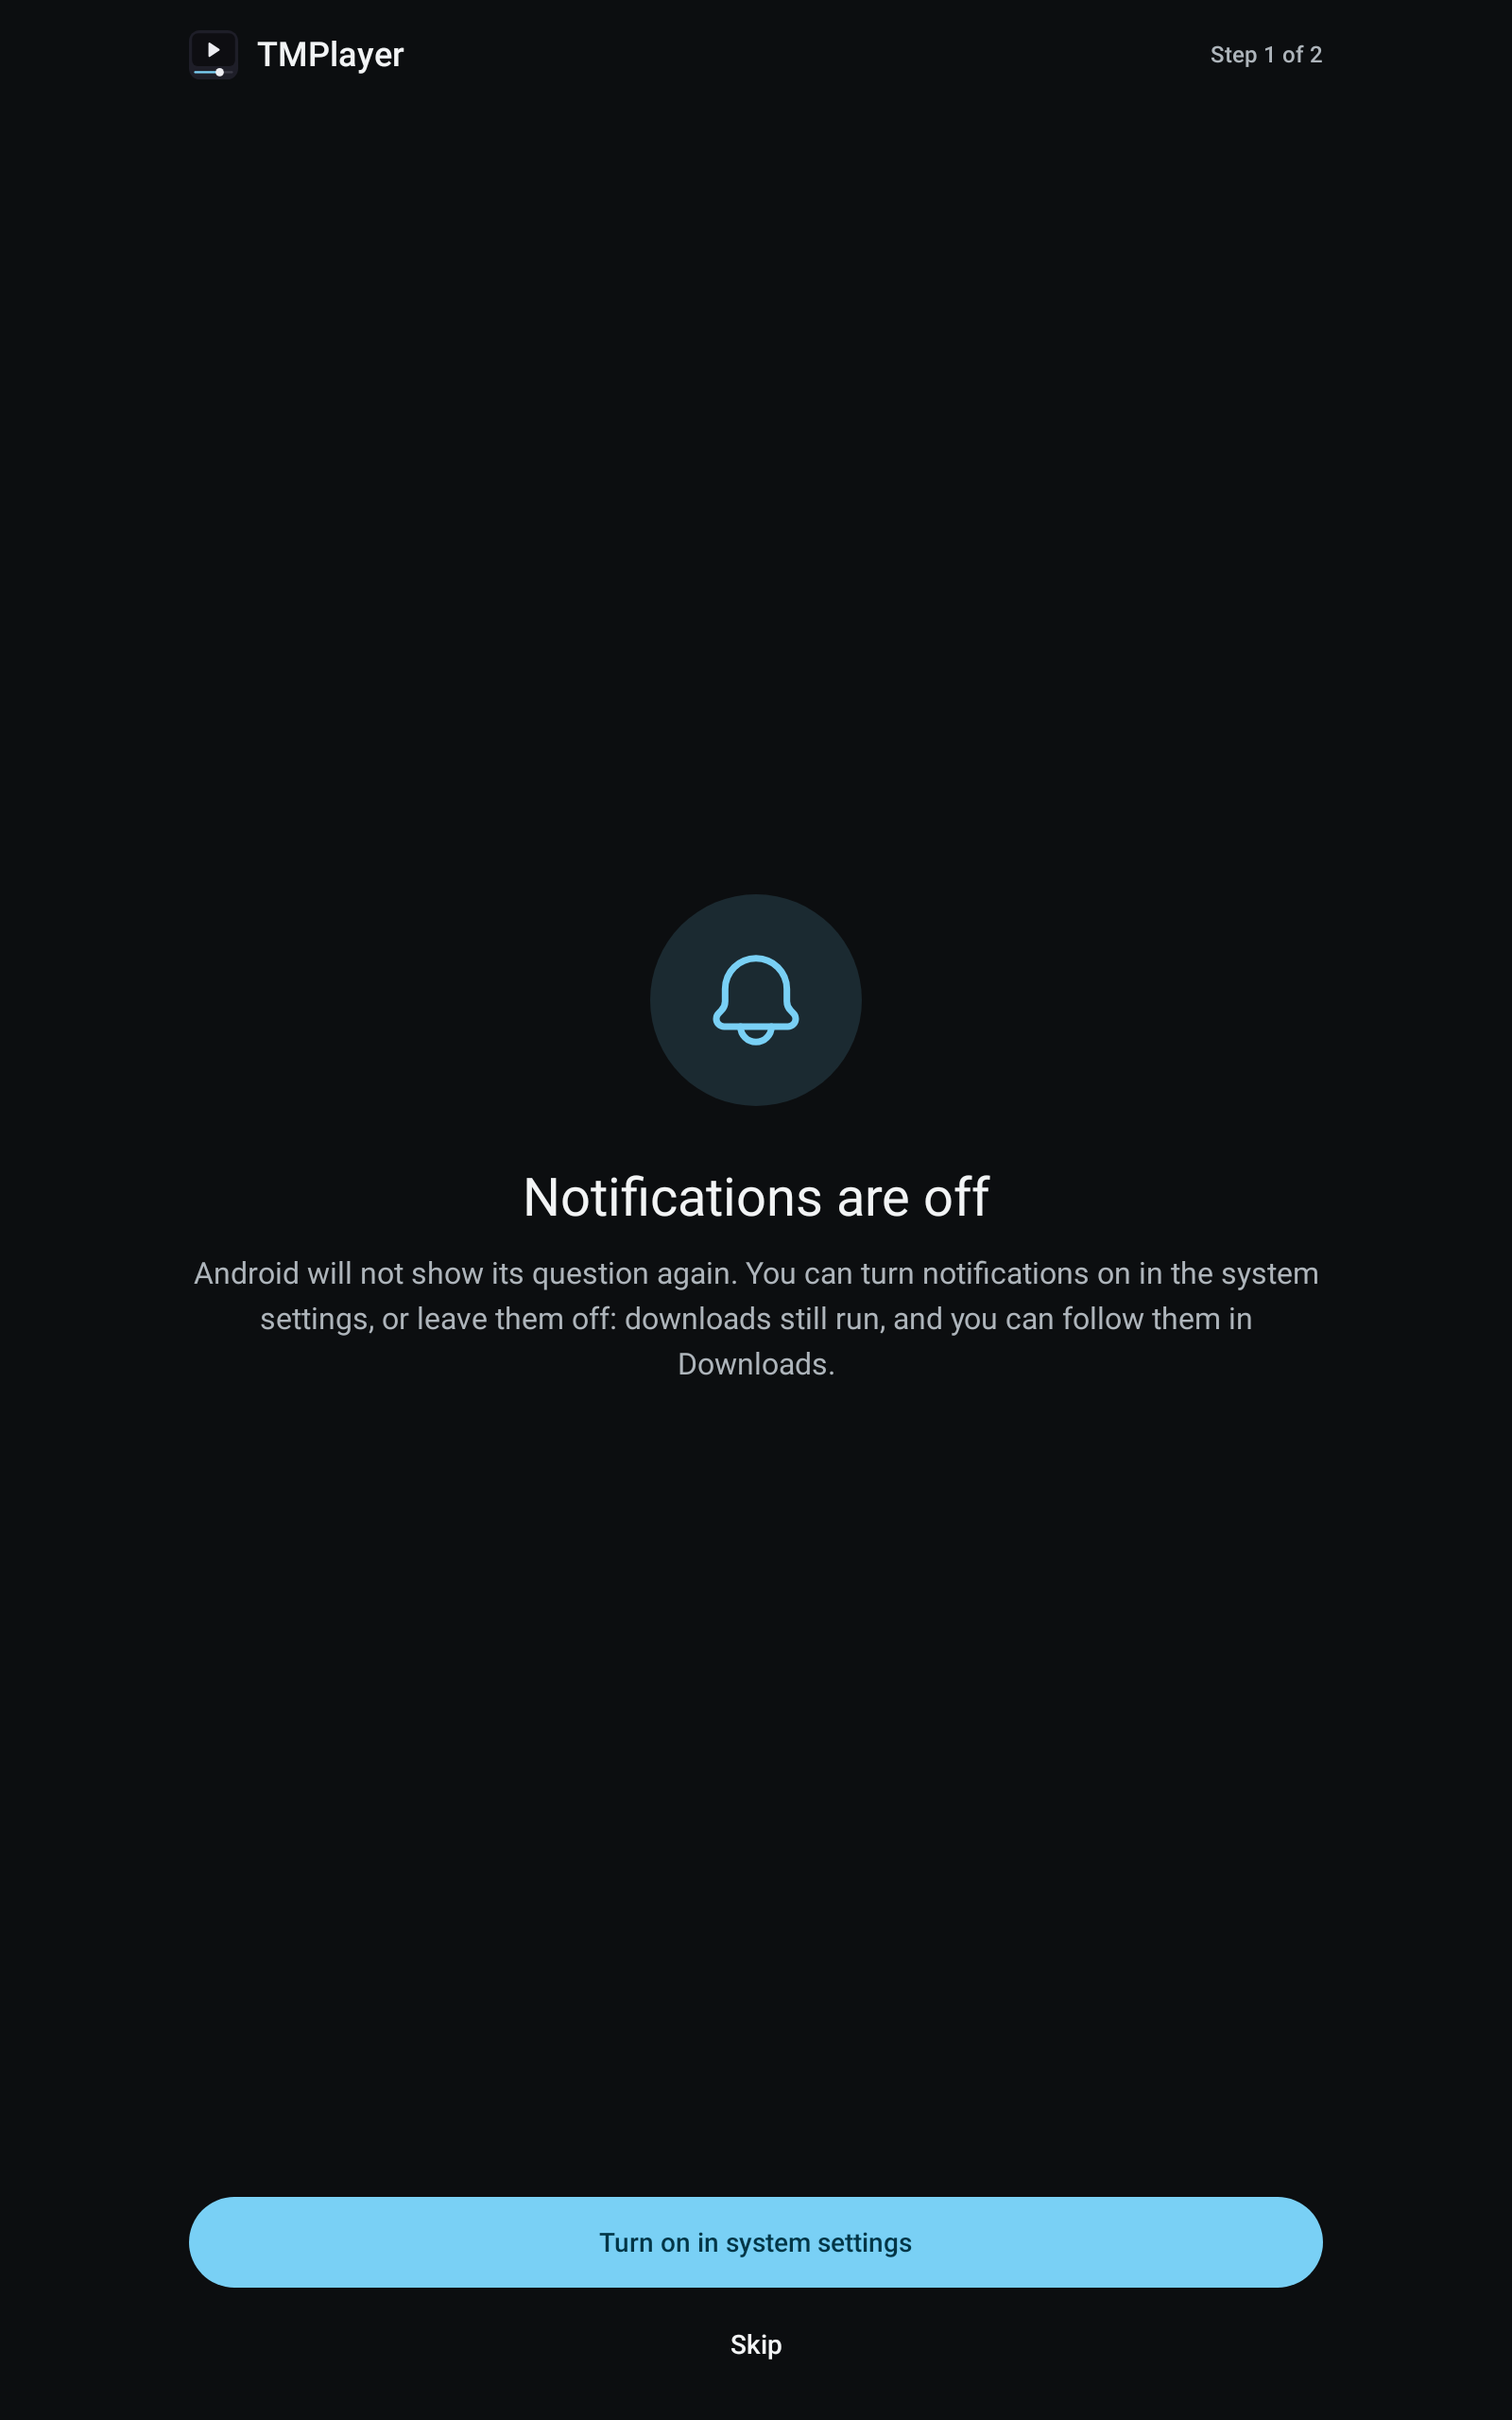 TMPlayer
Step 1 of 2
Notifications are off
Android will not show its question again. You can turn notifications on in the system
settings, or leave them off: downloads still run, and you can follow them in
Downloads.
Turn on in system settings
Skip